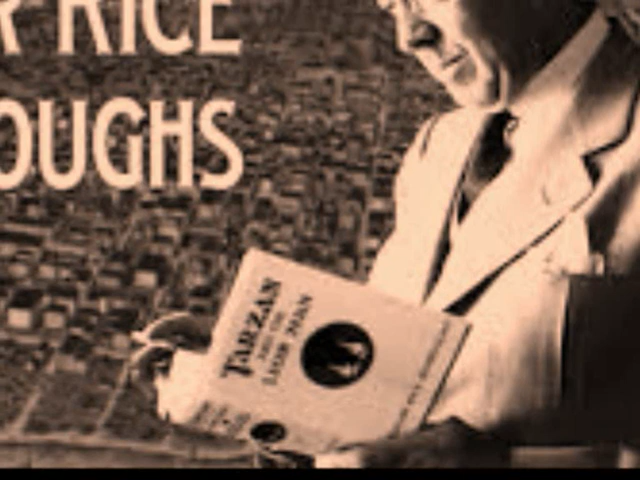 R RICE
OUGHS
TARZAN
AND THE
LION MAN